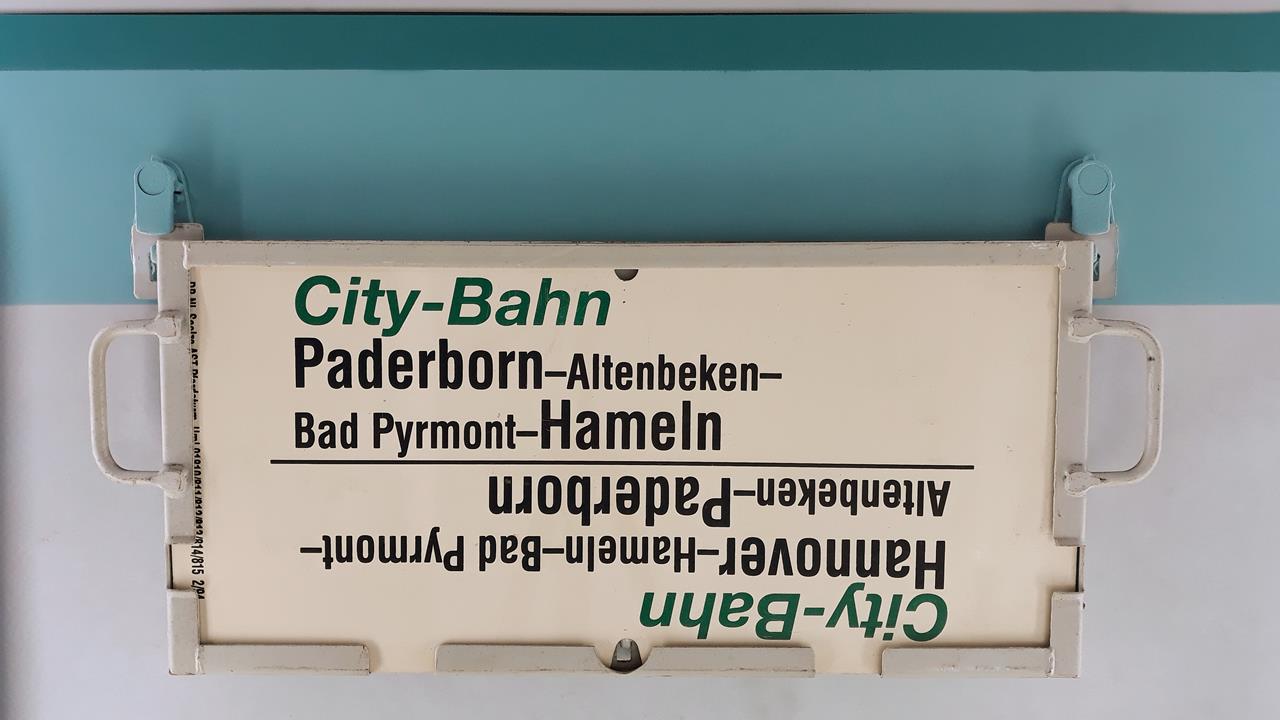 City-Bahn
Paderborn–Altenbeken–
Bad Pyrmont–Hameln
City-Bahn
Hannover–Hameln–Bad Pyrmont–
Altenbeken–Paderborn